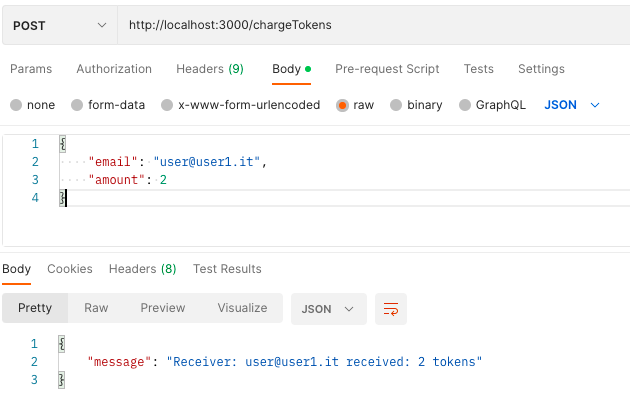 POST http://localhost:3000/chargeTokens
Params Authorization Headers (9) Body Pre-request Script Tests Settings
none form-data x-www-form-urlencoded raw binary GraphQL JSON
1 {
2 "email": "user@user1.it",
3 "amount": 2
4 }
Body Cookies Headers (8) Test Results
Pretty Raw Preview Visualize JSON
1 {
2 "message": "Receiver: user@user1.it received: 2 tokens"
3 }